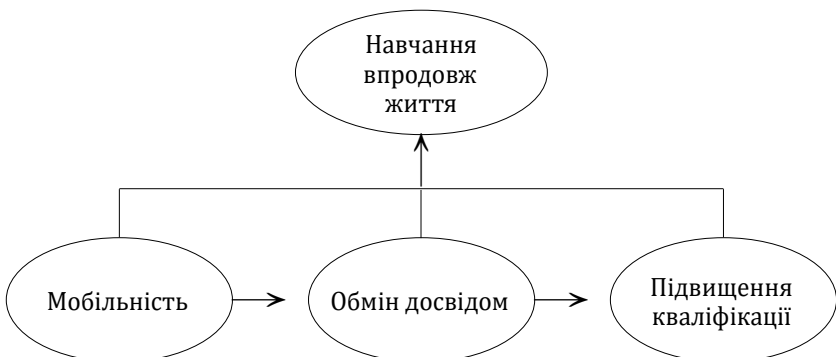 Навчання
впродовж
життя
Мобільність
Обмін досвідом
Підвищення
кваліфікації